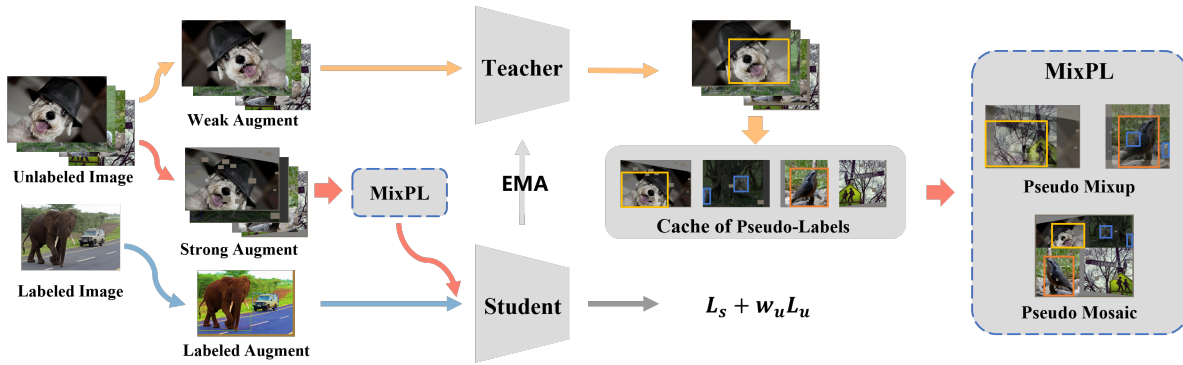 Unlabeled Image
Labeled Image
Weak Augment
Strong Augment
Labeled Augment
MixPL
Teacher
EMA
Student
Cache of Pseudo-Labels
L_s + w_u L_u
MixPL
Pseudo Mixup
Pseudo Mosaic